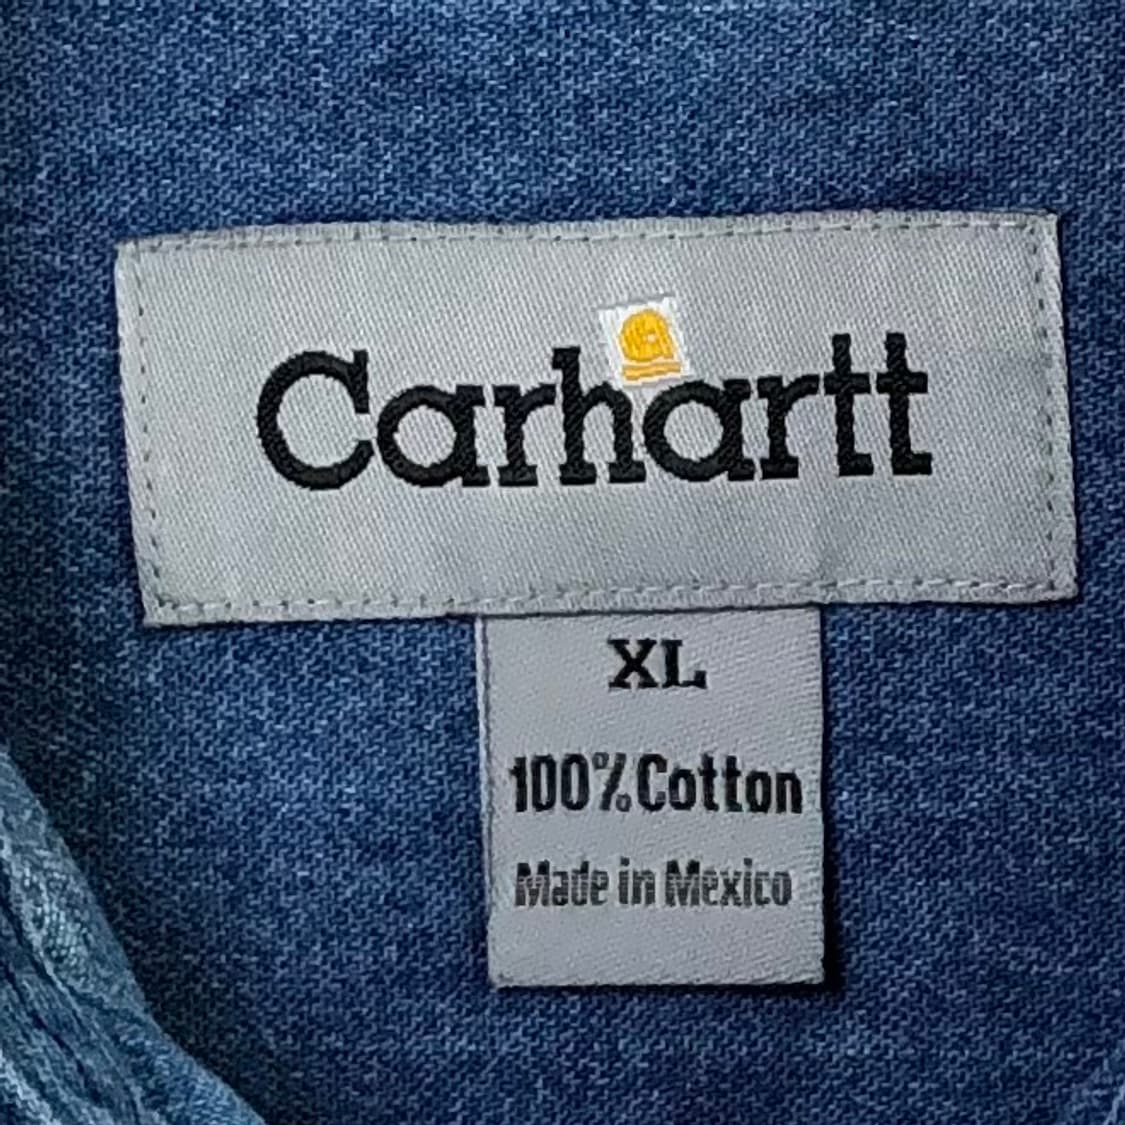 Carhartt
XL
100% Cotton
Made in Mexico